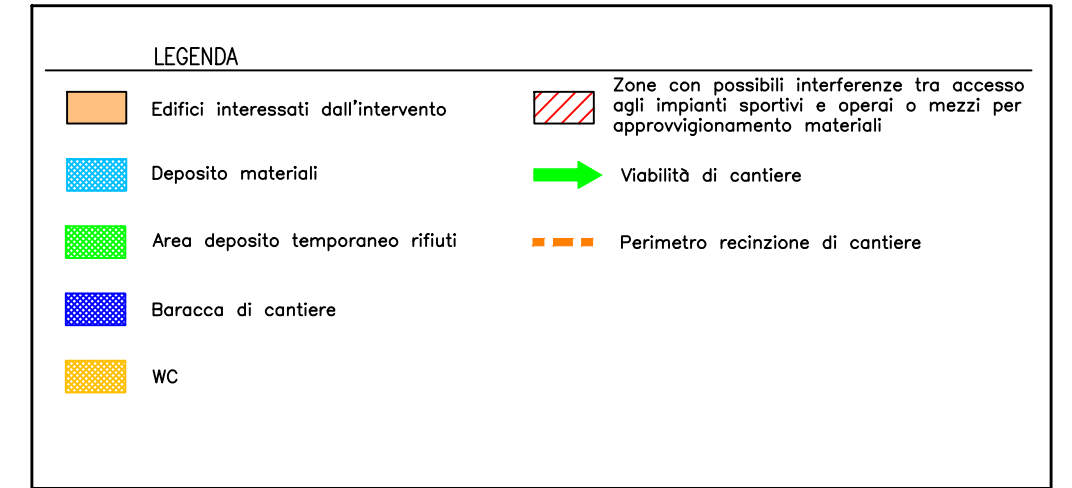 LEGENDA
Edifici interessati dall'intervento
Deposito materiali
Area deposito temporaneo rifiuti
Baracca di cantiere
WC
Zone con possibili interferenze tra accesso
agli impianti sportivi e operai o mezzi per
approvvigionamento materiali
Viabilità di cantiere
Perimetro recinzione di cantiere